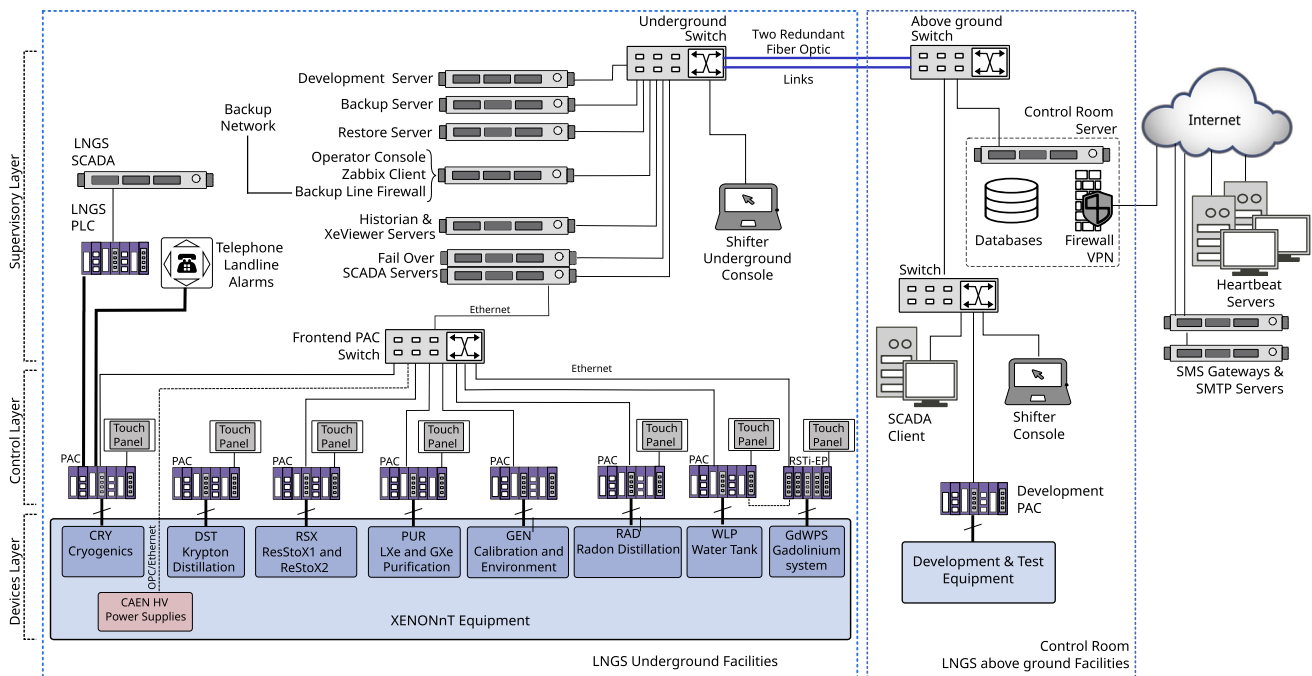 Underground
Switch
Two Redundant
Fiber Optic
Links
Above ground
Switch
Development Server
Backup Server
Restore Server
Operator Console
Zabbix Client
Backup Line Firewall
Historian &
XeViewer Servers
Fail Over
SCADA Servers
Backup
Network
LNGS
SCADA
LNGS
PLC
Telephone
Landline
Alarms
Shifter
Underground
Console
Ethernet
Frontend PAC
Switch
Ethernet
Supervisory Layer
Control Layer
Devices Layer
Touch
Panel
Touch
Panel
Touch
Panel
Touch
Panel
Touch
Panel
Touch
Panel
Touch
Panel
PAC
PAC
PAC
PAC
PAC
PAC
PAC
RSTi-EP
CRY
Cryogenics
DST
Krypton
Distillation
RSX
ResStoX1 and
ReStoX2
PUR
LXe and GXe
Purification
GEN
Calibration and
Environment
RAD
Radon Distillation
WLP
Water Tank
GdWPS
Gadolinium
system
OPC/Ethernet
CAEN HV
Power Supplies
XENONnT Equipment
LNGS Underground Facilities
Control Room
Server
Databases
Firewall
VPN
Internet
Heartbeat
Servers
SMS Gateways &
SMTP Servers
Switch
SCADA
Client
Shifter
Console
Development
PAC
Development & Test
Equipment
Control Room
LNGS above ground Facilities